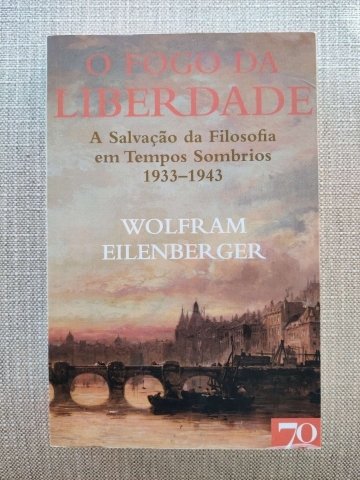 O FOGO DA
LIBERDADE
A Salvação da Filosofia
em Tempos Sombrios
1933–1943
WOLFRAM
EILENBERGER
70